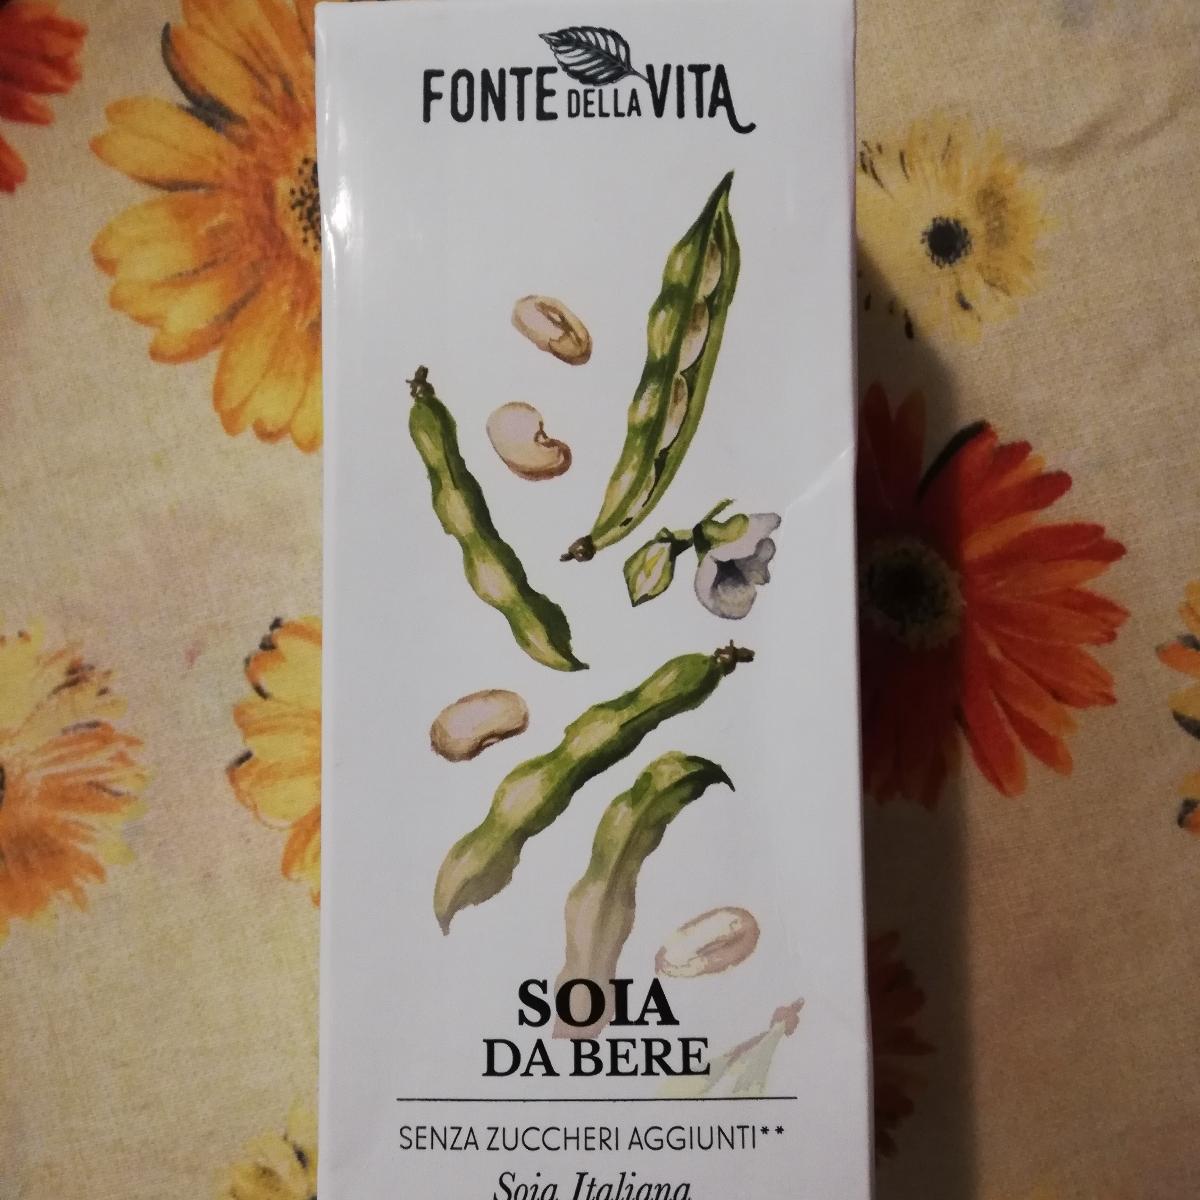 FONTE DELLA VITA
SOIA
DA BERE
SENZA ZUCCHERI AGGIUNTI**
Soia Italiana